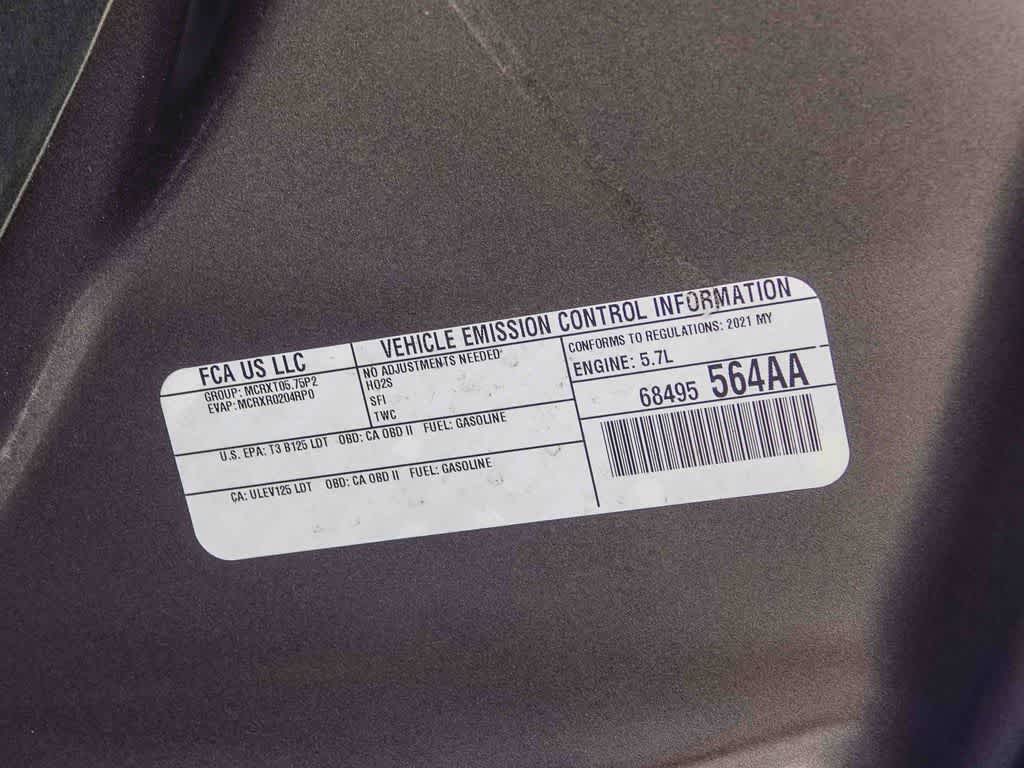 FCA US LLC
GROUP: MCRXT05.75P2
EVAP: MCRXR0204RP0
VEHICLE EMISSION CONTROL INFORMATION
NO ADJUSTMENTS NEEDED
HO2S
SFI
TWC
CONFORMS TO REGULATIONS: 2021 MY
ENGINE: 5.7L
68495 564AA
U.S. EPA: T3 B125 LDT OBD: CA OBD II FUEL: GASOLINE
CA: ULEV125 LDT OBD: CA OBD II FUEL: GASOLINE